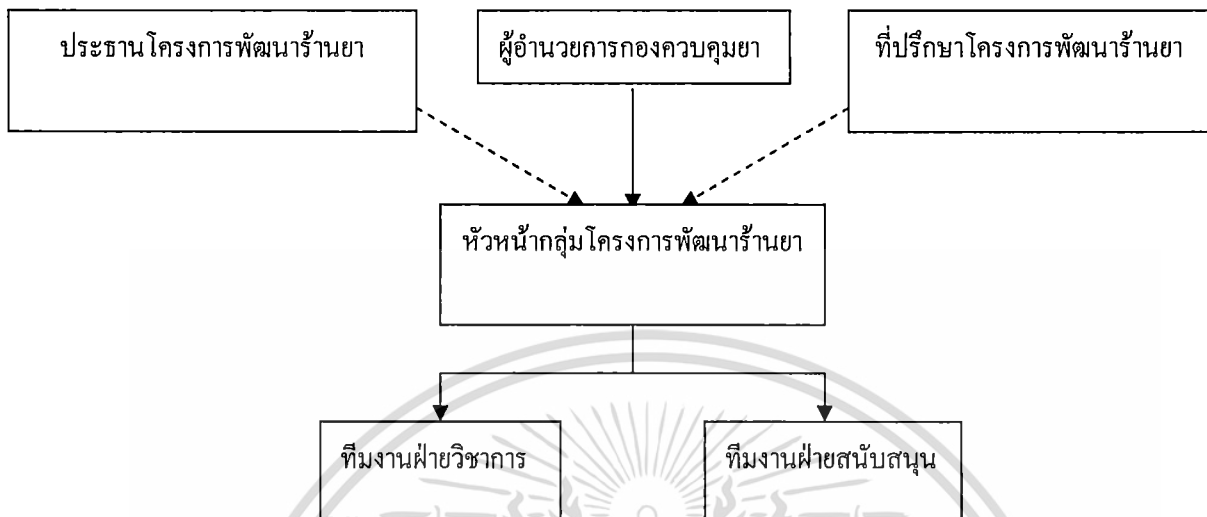 ประธานโครงการพัฒนาร้านยา
ผู้อำนวยการกองควบคุมยา
ที่ปรึกษาโครงการพัฒนาร้านยา
หัวหน้ากลุ่มโครงการพัฒนาร้านยา
ทีมงานฝ่ายวิชาการ
ทีมงานฝ่ายสนับสนุน